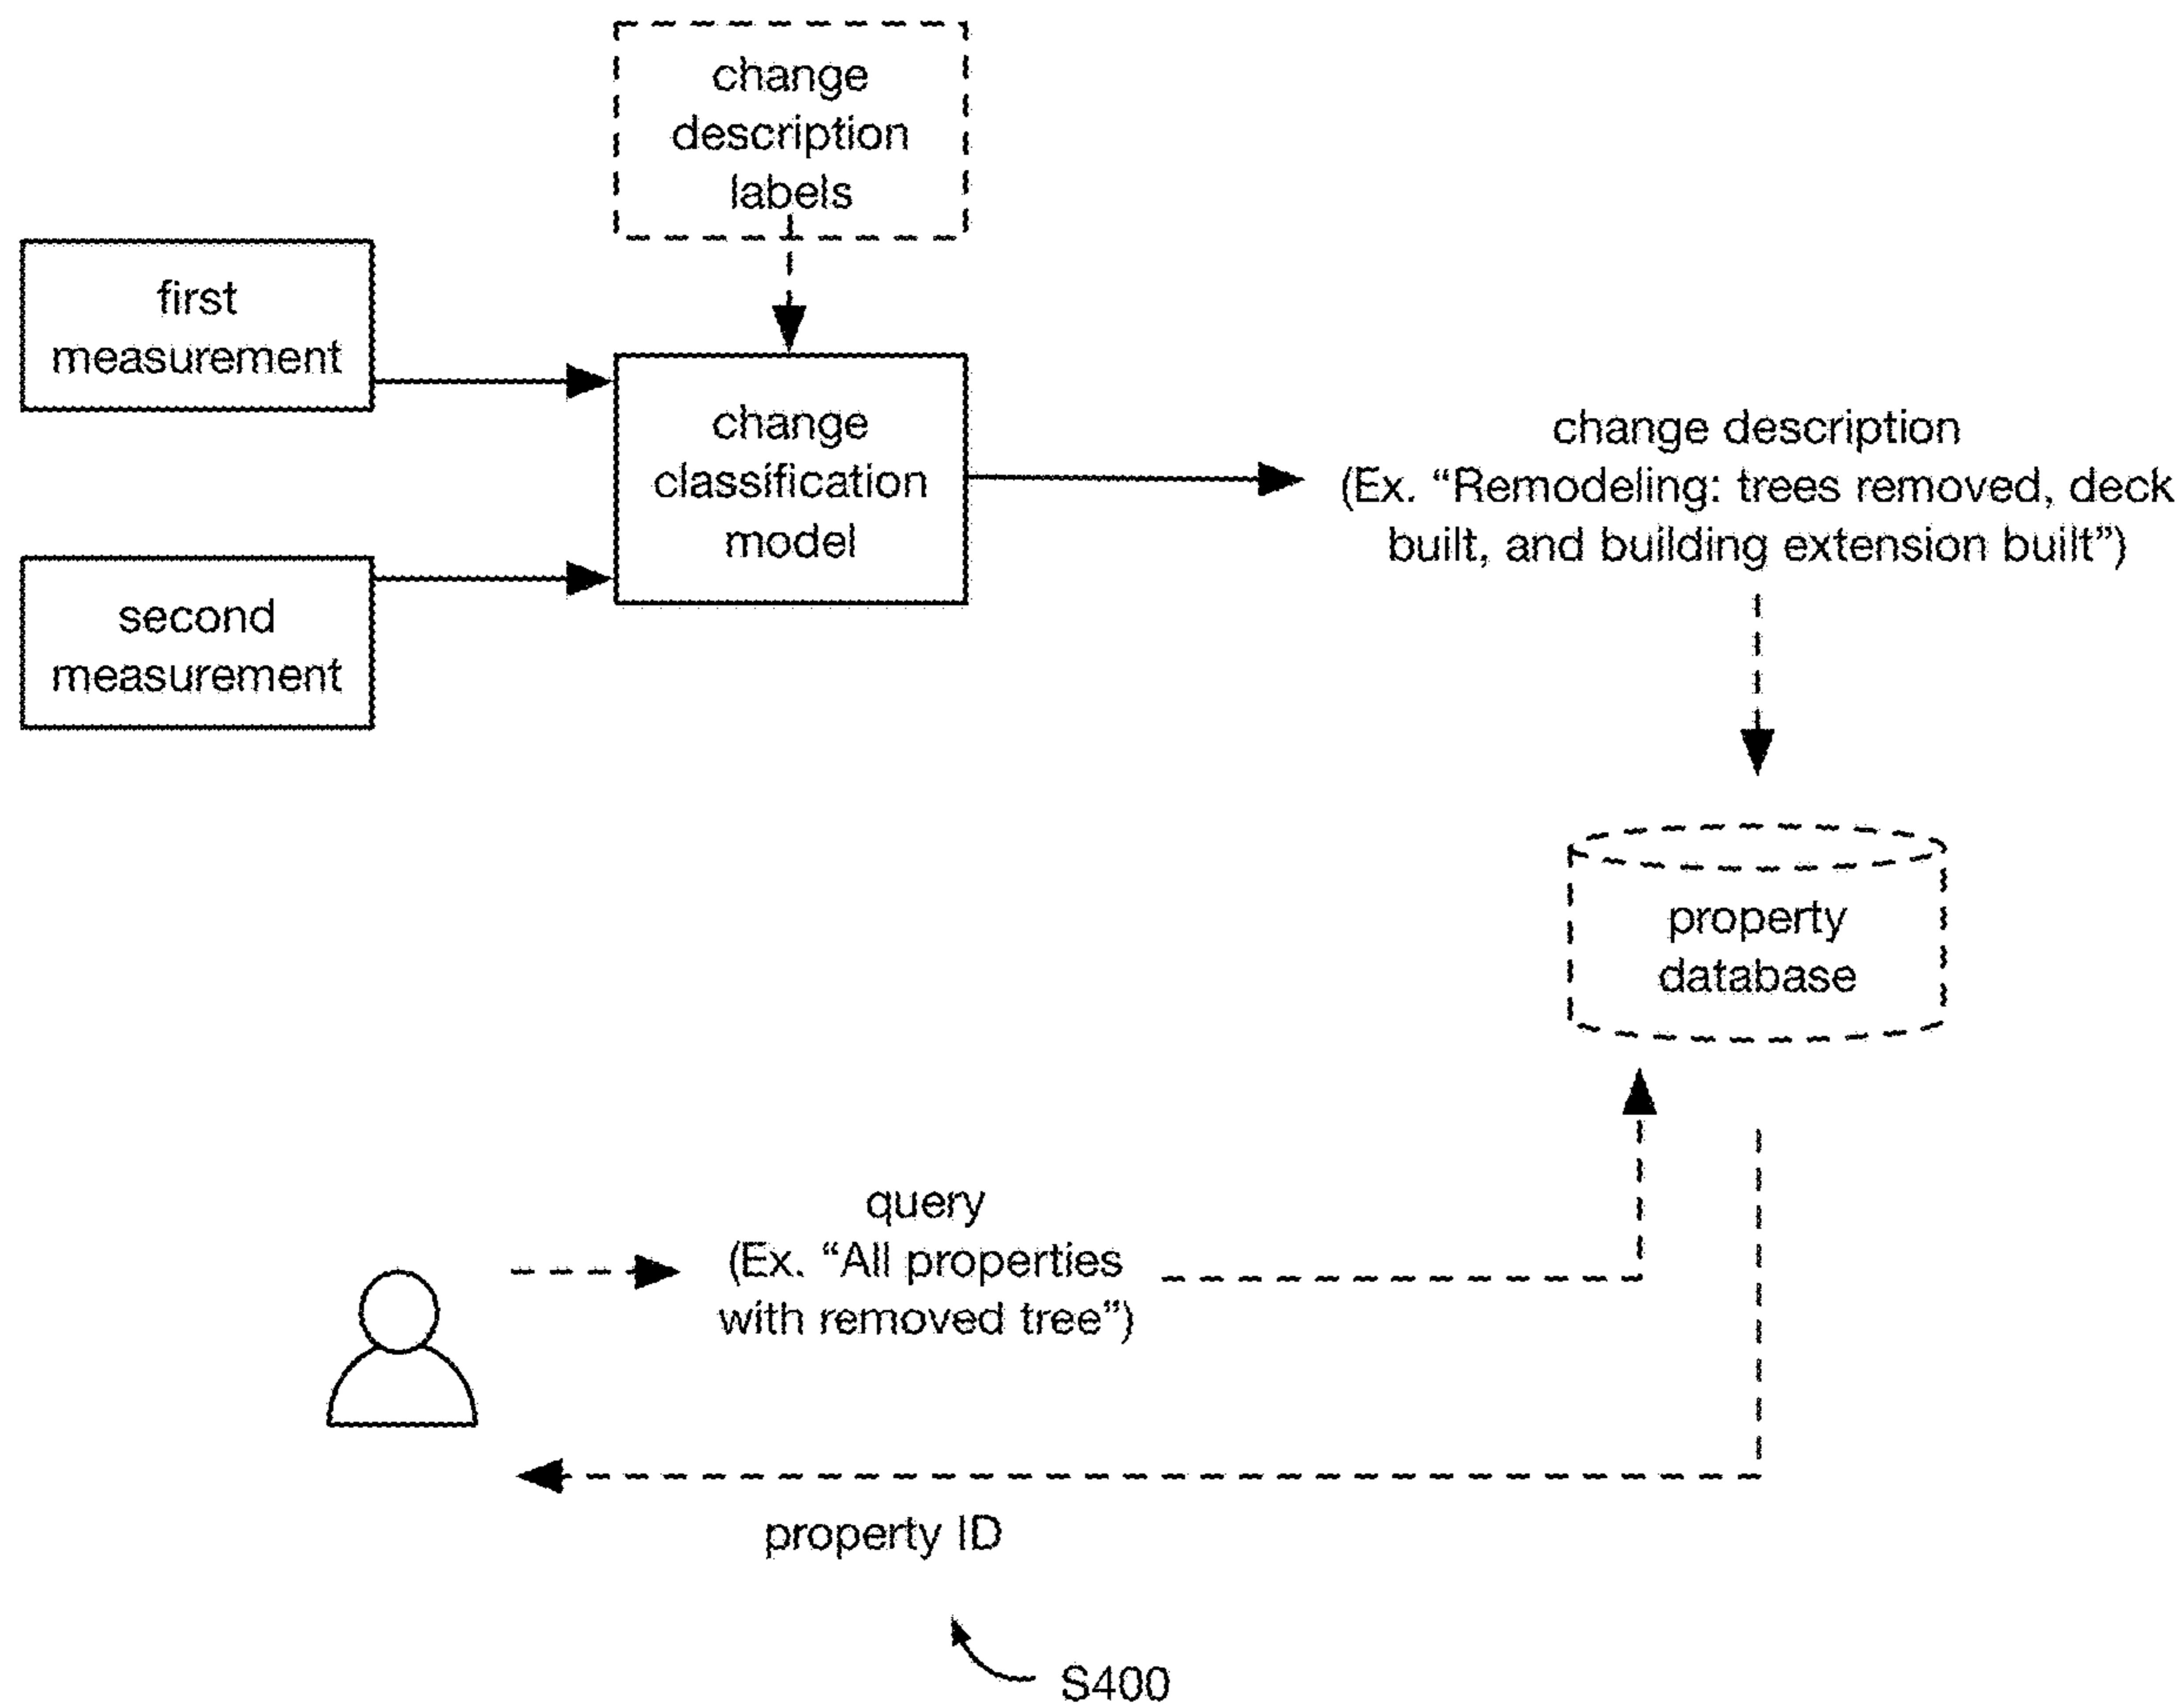 change
description
labels
first
measurement
change
classification
model
second
measurement
change description
(Ex. “Remodeling: trees removed, deck
built, and building extension built”)
property
database
query
(Ex. “All properties
with removed tree”)
property ID
S400